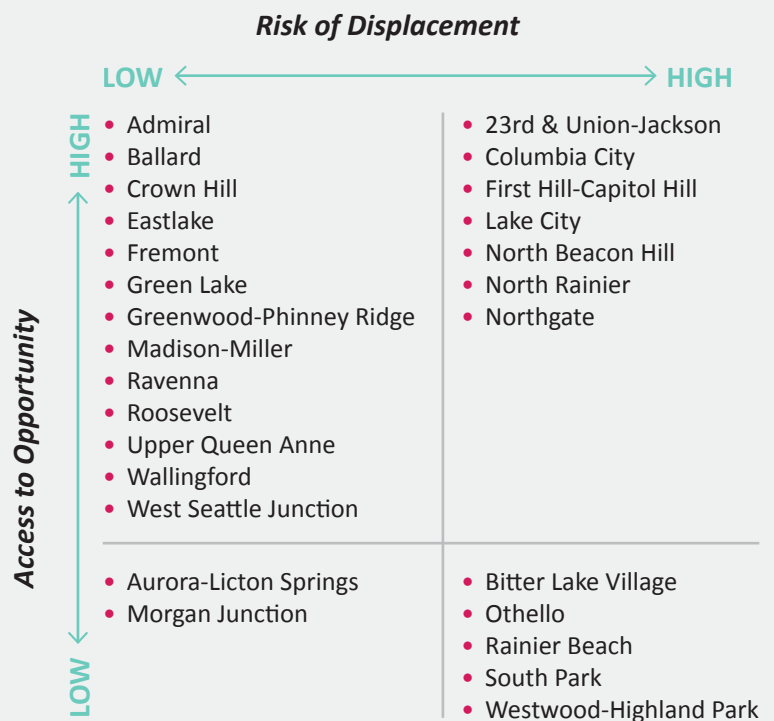 Risk of Displacement
LOW
HIGH
HIGH
Access to Opportunity
LOW
• Admiral
• Ballard
• Crown Hill
• Eastlake
• Fremont
• Green Lake
• Greenwood-Phinney Ridge
• Madison-Miller
• Ravenna
• Roosevelt
• Upper Queen Anne
• Wallingford
• West Seattle Junction
• 23rd & Union-Jackson
• Columbia City
• First Hill-Capitol Hill
• Lake City
• North Beacon Hill
• North Rainier
• Northgate
• Aurora-Licton Springs
• Morgan Junction
• Bitter Lake Village
• Othello
• Rainier Beach
• South Park
• Westwood-Highland Park